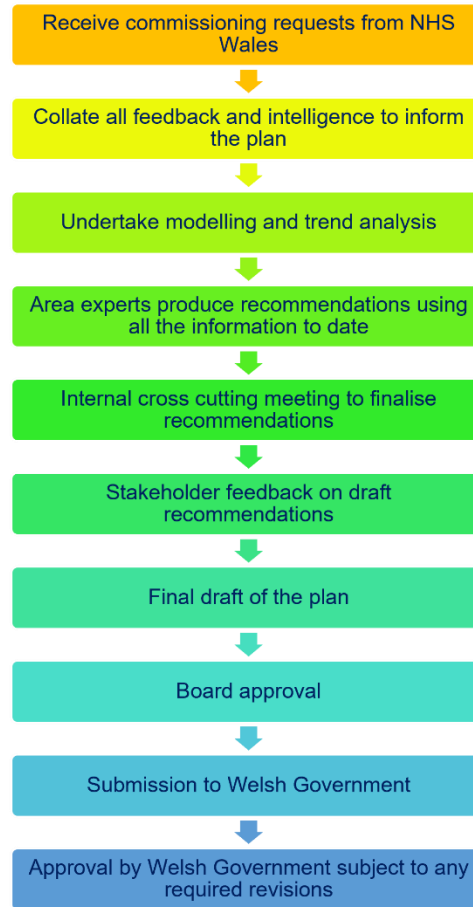 Receive commissioning requests from NHS
Wales
Collate all feedback and intelligence to inform
the plan
Undertake modelling and trend analysis
Area experts produce recommendations using
all the information to date
Internal cross cutting meeting to finalise
recommendations
Stakeholder feedback on draft
recommendations
Final draft of the plan
Board approval
Submission to Welsh Government
Approval by Welsh Government subject to any
required revisions